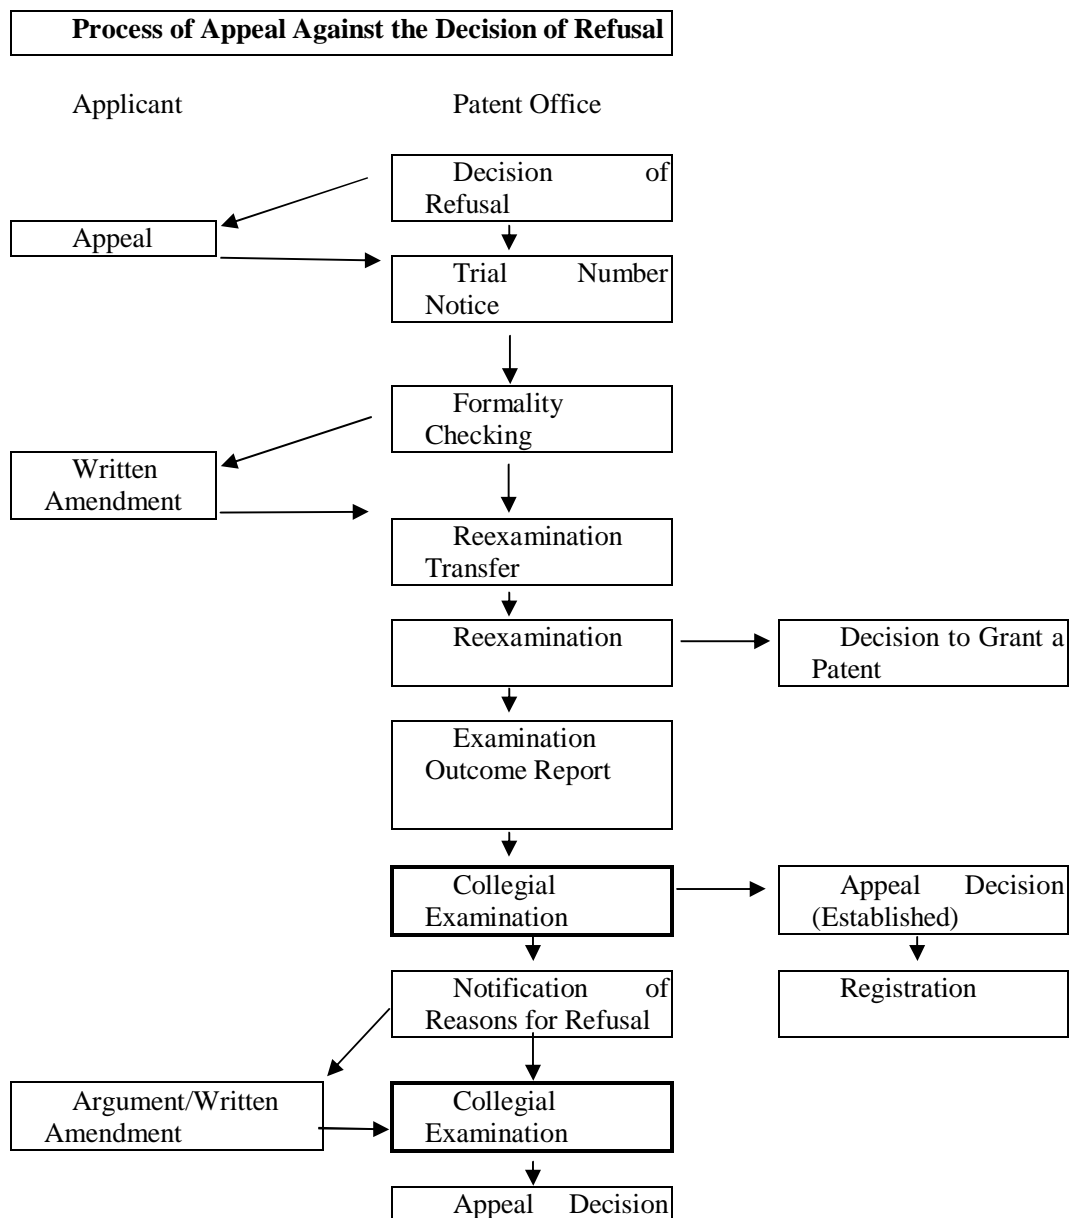 Process of Appeal Against the Decision of Refusal
Applicant
Patent Office
Decision of
Refusal
Appeal
Trial Number
Notice
Formality
Checking
Written
Amendment
Reexamination
Transfer
Reexamination
Decision to Grant a
Patent
Examination
Outcome Report
Collegial
Examination
Appeal Decision
(Established)
Notification of
Reasons for Refusal
Registration
Argument/Written
Amendment
Collegial
Examination
Appeal Decision